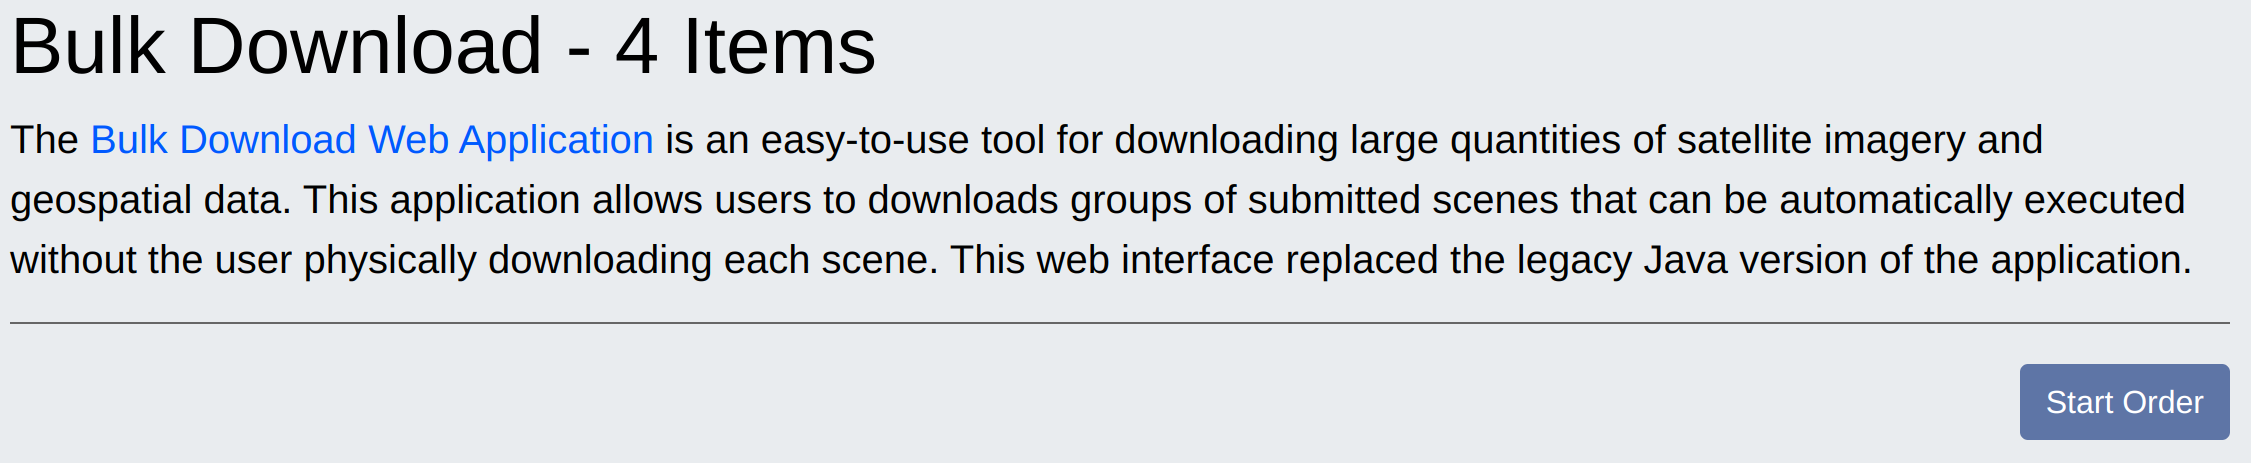 Bulk Download - 4 Items
The Bulk Download Web Application is an easy-to-use tool for downloading large quantities of satellite imagery and
geospatial data. This application allows users to downloads groups of submitted scenes that can be automatically executed
without the user physically downloading each scene. This web interface replaced the legacy Java version of the application.
Start Order